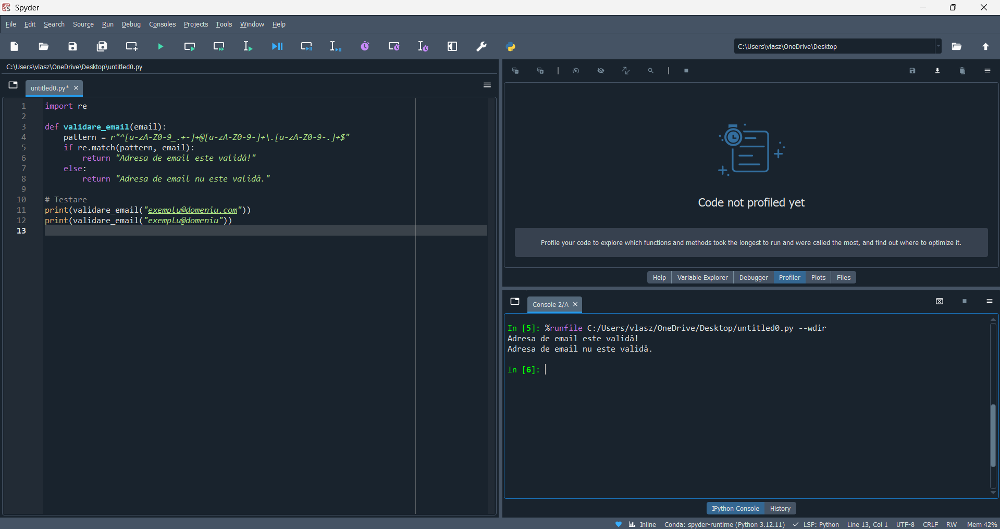 Spyder
File Edit Search Source Run Debug Consoles Projects Tools Window Help
C:\Users\vlasz\OneDrive\Desktop
C:\Users\vlasz\OneDrive\Desktop\untitled0.py
untitled0.py*
1 import re
2
3 def validare_email(email):
4 pattern = r"^[a-zA-Z0-9_.+-]+@[a-zA-Z0-9-]+\.[a-zA-Z0-9-.]+$"
5 if re.match(pattern, email):
6 return "Adresa de email este validă!"
7 else:
8 return "Adresa de email nu este validă."
9
10 # Testare
11 print(validare_email("exemplu@domeniu.com"))
12 print(validare_email("exemplu@domeniu"))
13
Code not profiled yet
Profile your code to explore which functions and methods took the longest to run and were called the most, and find out where to optimize it.
Help Variable Explorer Debugger Profiler Plots Files
Console 2/A
In [5]: %runfile C:/Users/vlasz/OneDrive/Desktop/untitled0.py --wdir
Adresa de email este validă!
Adresa de email nu este validă.
In [6]:
IPython Console History
Inline Conda: spyder-runtime (Python 3.12.11) LSP: Python Line 13, Col 1 UTF-8 CRLF RW Mem 42%